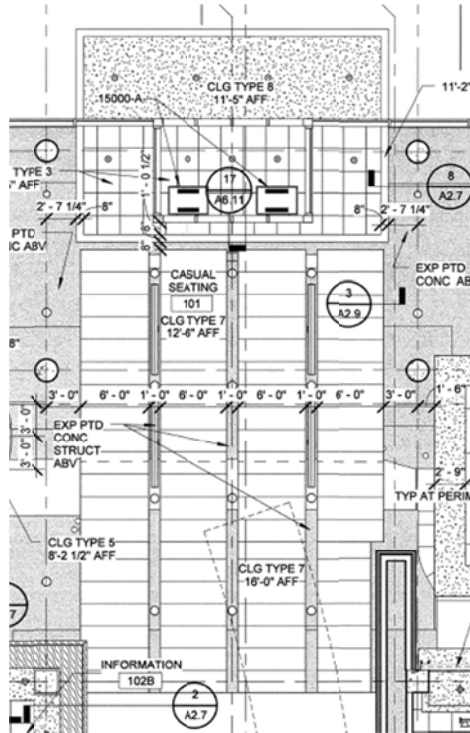 CLG TYPE 8
11'-5" AFF
15000-A
11'-2"
TYPE 3
AFF
1' - 0 1/2"
17
A6.11
8
A2.7
2' - 7 1/4"
8"
8"
2' - 7 1/4"
PTD
8"
8"
EXP PTD
CONC
CASUAL
SEATING
101
CLG TYPE 7
12'-6" AFF
3
A2.9
8"
3' - 0"
6' - 0"
1' - 0"
6' - 0"
1' - 0"
6' - 0"
1' - 0"
6' - 0"
3' - 0"
1' - 6"
3' - 0"
3' - 0"
EXP PTD
CONC
STRUCT
ABV
2' - 9"
TYP AT PERIM
CLG TYPE 5
8'-2 1/2" AFF
CLG TYPE 7
16'-0" AFF
7
INFORMATION
102B
2
A2.7